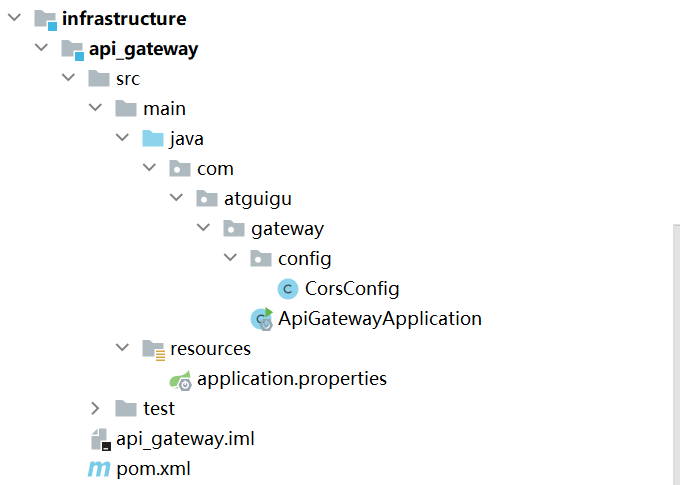 infrastructure
api_gateway
src
main
java
com
atguigu
gateway
config
CorsConfig
ApiGatewayApplication
resources
application.properties
test
api_gateway.iml
pom.xml